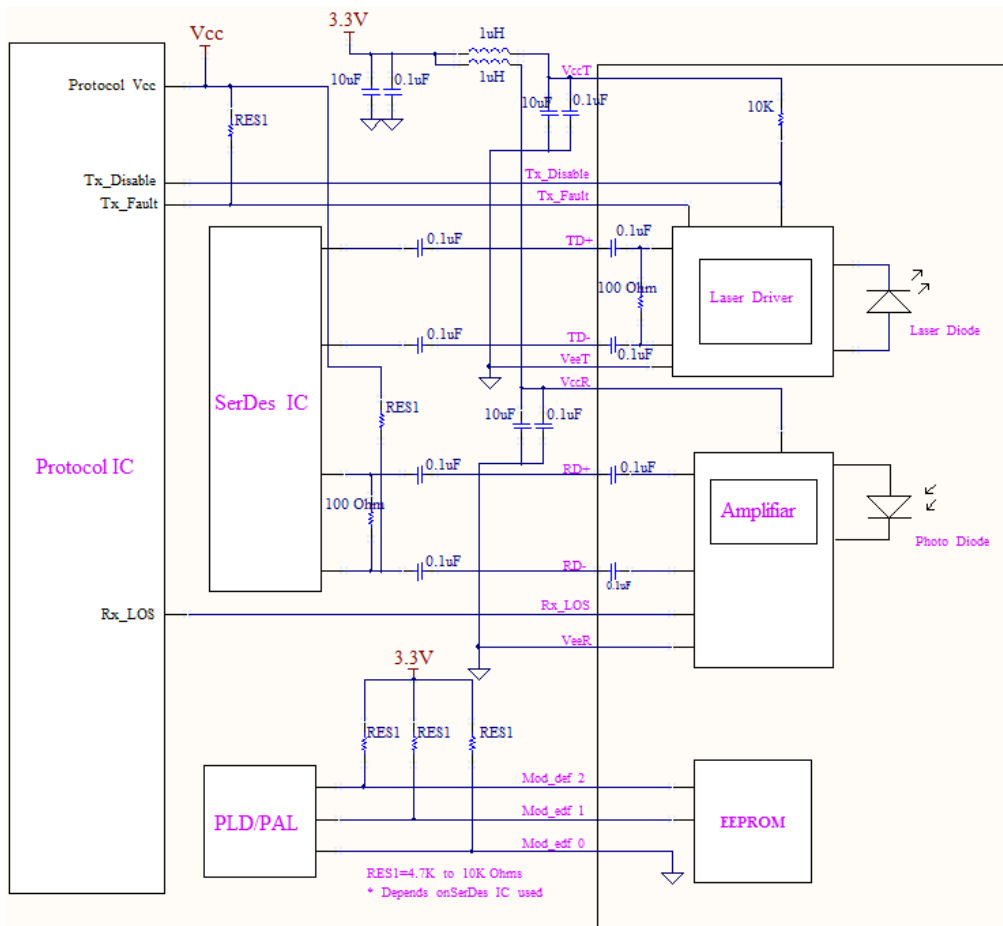 3.3V
1uH
Vcc
1uH
VccT
Protocol Vcc
10uF
0.1uF
10uF
0.1uF
10K
RES1
Tx_Disable
Tx_Disable
Tx_Fault
Tx_Fault
0.1uF
0.1uF
TD+
100 Ohm
Laser Driver
Laser Diode
0.1uF
TD-
0.1uF
VeeT
VccR
SerDes IC
RES1
10uF
0.1uF
Protocol IC
0.1uF
RD+
0.1uF
100 Ohm
Amplifiar
Photo Diode
0.1uF
RD-
0.1uF
Rx_LOS
Rx_LOS
VeeR
3.3V
RES1
RES1
RES1
Mod_def 2
PLD/PAL
Mod_edf 1
EEPROM
Mod_edf 0
RES1=4.7K to 10K Ohms
* Depends onSerDes IC used